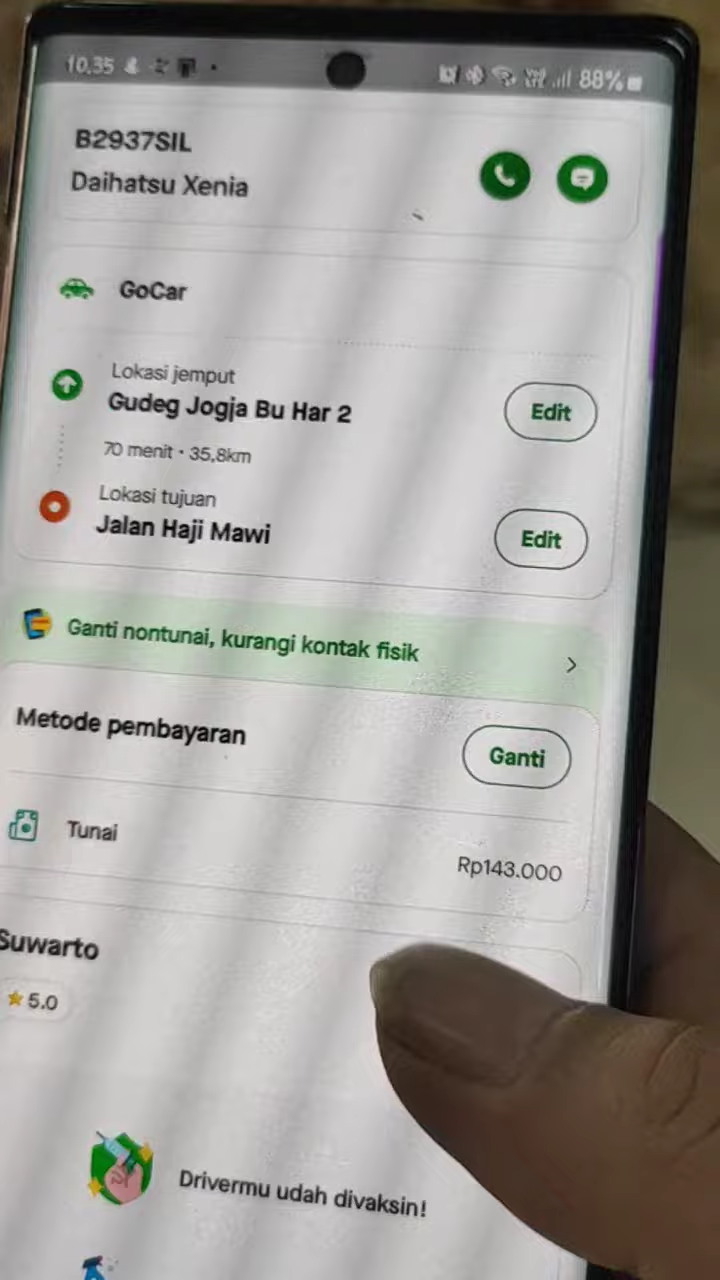 10.35
88%
B2937SIL
Daihatsu Xenia
GoCar
Lokasi jemput
Gudeg Jogja Bu Har 2
Edit
70 menit • 35,8km
Lokasi tujuan
Jalan Haji Mawi
Edit
Ganti nontunai, kurangi kontak fisik
Metode pembayaran
Ganti
Tunai
Rp143.000
Suwarto
5.0
Drivermu udah divaksin!